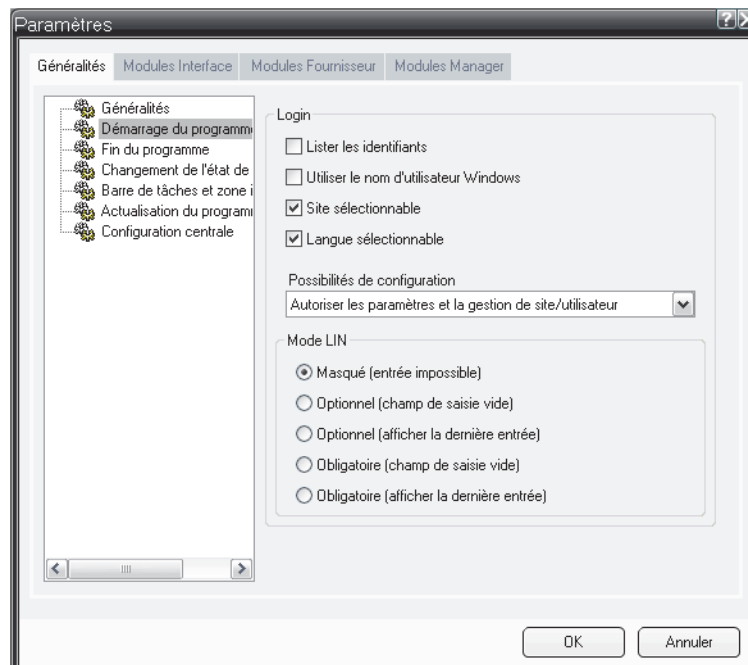 Paramètres
Généralités
Modules Interface
Modules Fournisseur
Modules Manager
Généralités
Démarrage du programme
Fin du programme
Changement de l'état de
Barre de tâches et zone i
Actualisation du program
Configuration centrale
Login
Lister les identifiants
Utiliser le nom d'utilisateur Windows
Site sélectionnable
Langue sélectionnable
Possibilités de configuration
Autoriser les paramètres et la gestion de site/utilisateur
Mode LIN
Masqué (entrée impossible)
Optionnel (champ de saisie vide)
Optionnel (afficher la dernière entrée)
Obligatoire (champ de saisie vide)
Obligatoire (afficher la dernière entrée)
OK
Annuler